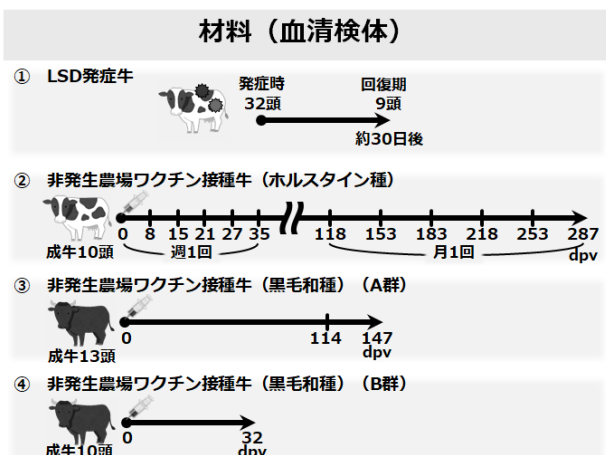 材料（血清検体）
① LSD発症牛
発症時
32頭
回復期
9頭
約30日後
② 非発生農場ワクチン接種牛（ホルスタイン種）
0 8 15 21 27 35 118 153 183 218 253 287
成牛10頭 週1回 月1回 dpv
③ 非発生農場ワクチン接種牛（黒毛和種）（A群）
0 114 147
成牛13頭 dpv
④ 非発生農場ワクチン接種牛（黒毛和種）（B群）
0 32
成牛10頭 dpv